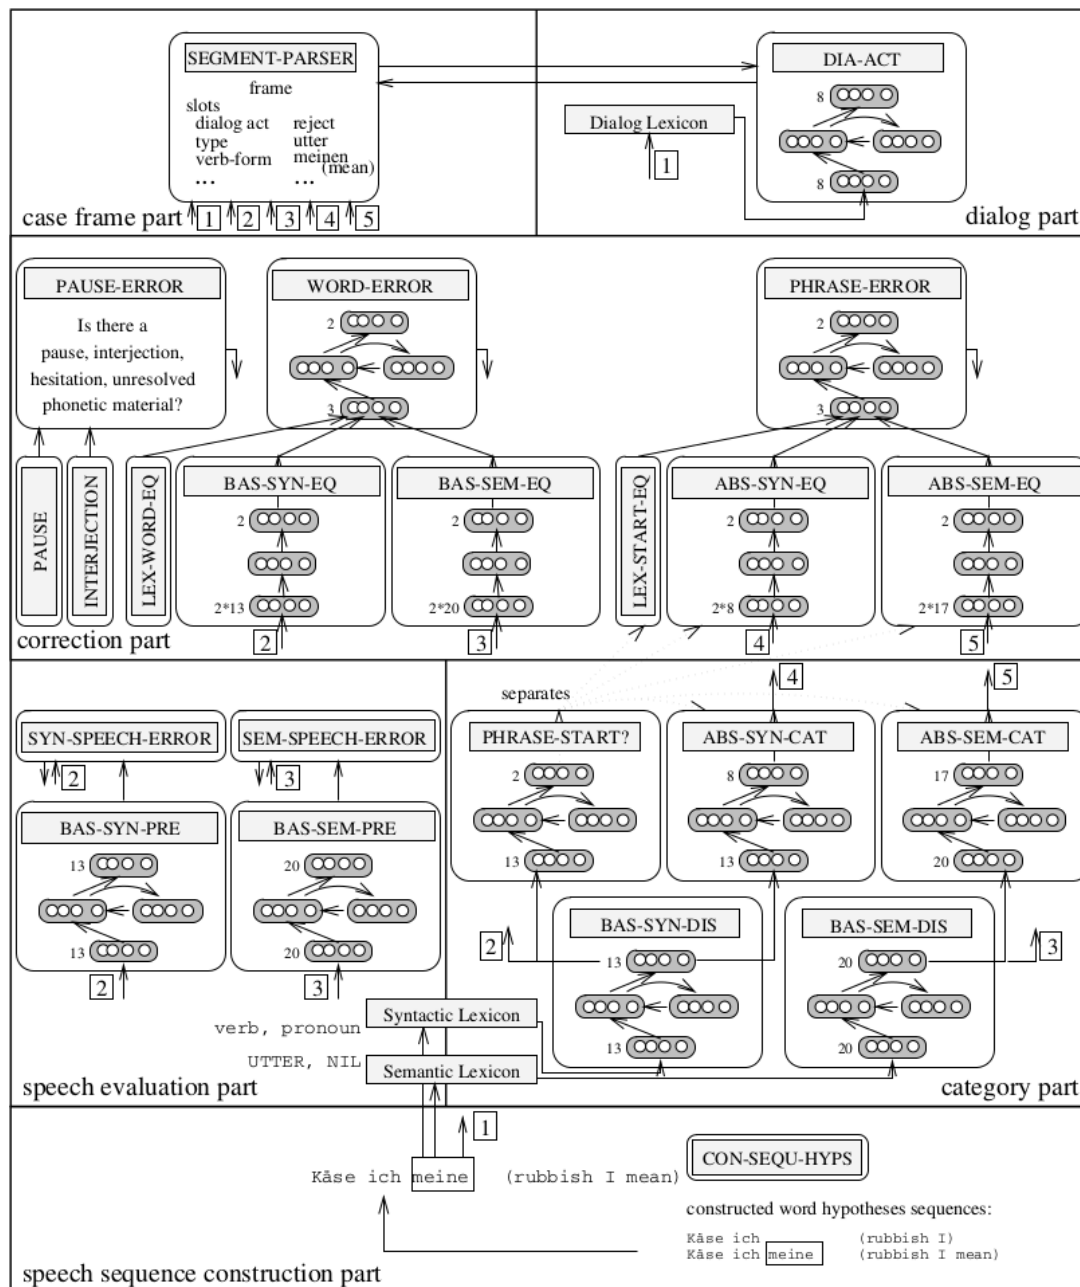 SEGMENT-PARSER
frame
slots
dialog act reject
type utter
verb-form meinen
(mean)
... ...
1 2 3 4 5
case frame part
DIA-ACT
8
Dialog Lexicon
1
8
dialog part
PAUSE-ERROR
Is there a
pause, interjection,
hesitation, unresolved
phonetic material?
WORD-ERROR
2
3
PHRASE-ERROR
2
3
PAUSE
INTERJECTION
LEX-WORD-EQ
BAS-SYN-EQ
2
2*13
2
BAS-SEM-EQ
2
2*20
3
LEX-START-EQ
ABS-SYN-EQ
2
2*8
4
ABS-SEM-EQ
2
2*17
5
correction part
SYN-SPEECH-ERROR
2
SEM-SPEECH-ERROR
3
BAS-SYN-PRE
13
13
2
BAS-SEM-PRE
20
20
3
speech evaluation part
separates
4
5
PHRASE-START?
2
13
ABS-SYN-CAT
8
13
ABS-SEM-CAT
17
20
2
BAS-SYN-DIS
13
13
BAS-SEM-DIS
20
20
3
verb, pronoun
Syntactic Lexicon
UTTER, NIL
Semantic Lexicon
category part
1
Käse ich meine (rubbish I mean)
CON-SEQU-HYPS
constructed word hypotheses sequences:
Käse ich (rubbish I)
Käse ich meine (rubbish I mean)
speech sequence construction part